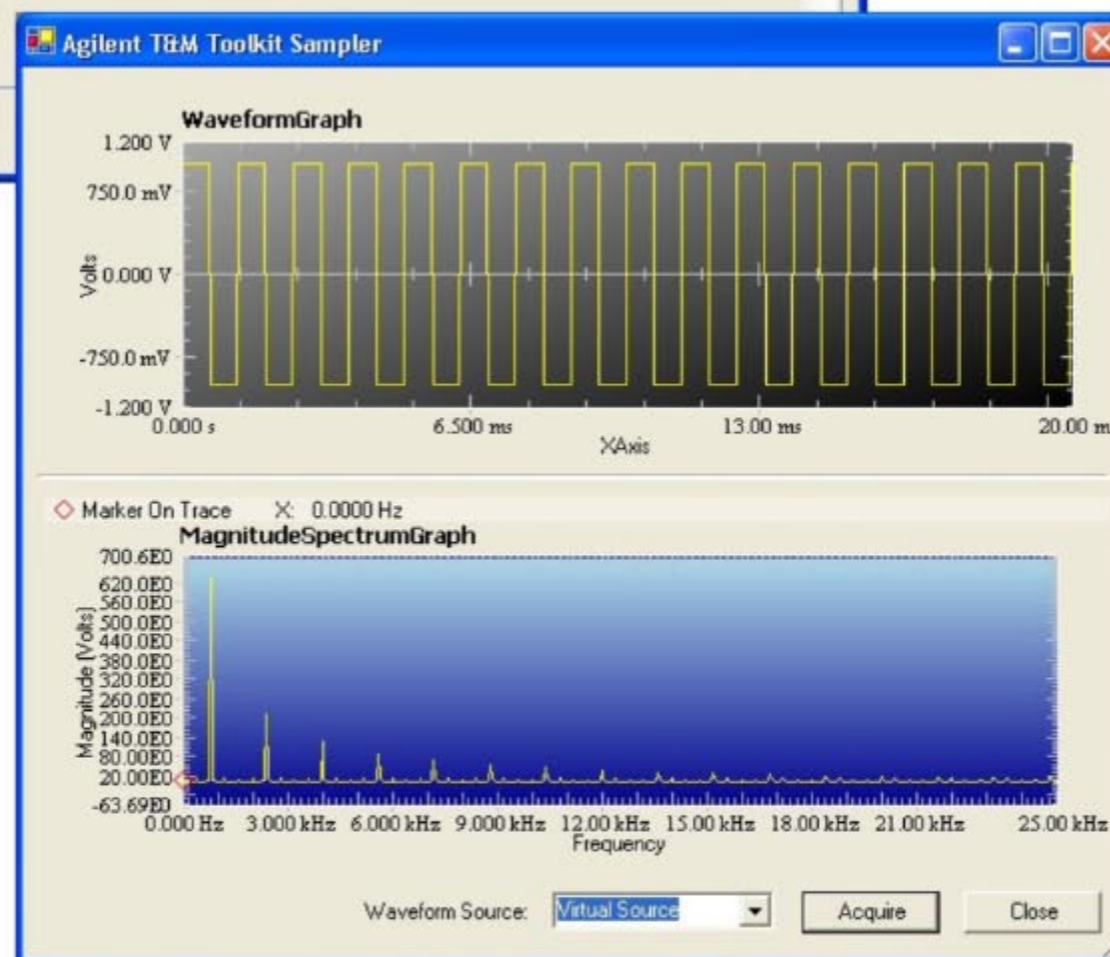 Agilent T&M Toolkit Sampler
WaveformGraph
1.200 V
750.0 mV
0.000 V
-750.0 mV
-1.200 V
Volts
0.000 s 6.500 ms 13.00 ms 20.00 m
XAxis
Marker On Trace X: 0.0000 Hz
MagnitudeSpectrumGraph
700.6E0
620.0E0
560.0E0
500.0E0
440.0E0
380.0E0
320.0E0
260.0E0
200.0E0
140.0E0
80.00E0
20.00E0
-63.69E0
Magnitude (Volts)
0.000 Hz 3.000 kHz 6.000 kHz 9.000 kHz 12.00 kHz 15.00 kHz 18.00 kHz 21.00 kHz 25.00 kHz
Frequency
Waveform Source: Virtual Source Acquire Close